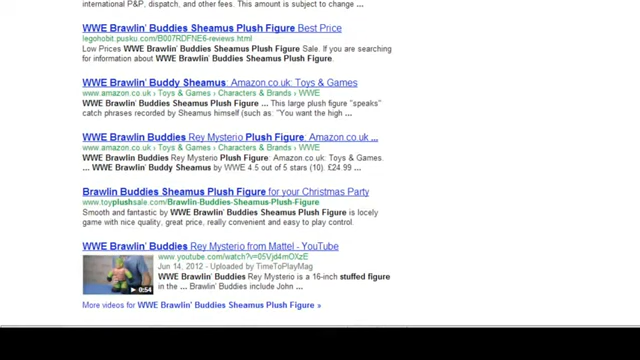 international P&P, dispatch, and other fees. This amount is subject to change ...
WWE Brawlin' Buddies Sheamus Plush Figure Best Price
legohobit.pusku.com/B007RDFNE6-reviews.html
Low Prices WWE Brawlin' Buddies Sheamus Plush Figure Sale. If you are searching
for information about WWE Brawlin' Buddies Sheamus Plush Figure.
WWE Brawlin' Buddy Sheamus: Amazon.co.uk: Toys & Games
www.amazon.co.uk › Toys & Games › Characters & Brands › WWE
WWE Brawlin' Buddies Sheamus Plush Figure ... This large plush figure "speaks"
catch phrases recorded by Sheamus himself (such as: "You want the high ...
WWE Brawlin Buddies Rey Mysterio Plush Figure: Amazon.co.uk ...
www.amazon.co.uk › Toys & Games › Characters & Brands › WWE
WWE Brawlin Buddies Rey Mysterio Plush Figure: Amazon.co.uk: Toys & Games.
... WWE Brawlin' Buddy Sheamus by WWE 4.5 out of 5 stars (10). £24.99 ...
Brawlin Buddies Sheamus Plush Figure for your Christmas Party
www.toyplushsale.com/Brawlin-Buddies-Sheamus-Plush-Figure
Smooth and fantastic by WWE Brawlin' Buddies Sheamus Plush Figure is locely
game with nice quality, great price, really convenient and easy to play control.
WWE Brawlin' Buddies Rey Mysterio from Mattel - YouTube
www.youtube.com/watch?v=05Vjd4mOXzE
Jun 14, 2012 - Uploaded by TimeToPlayMag
WWE Brawlin' Buddies Rey Mysterio is a 16-inch stuffed figure
in the ... Brawlin' Buddies include John ...
0:54
More videos for WWE Brawlin' Buddies Sheamus Plush Figure »